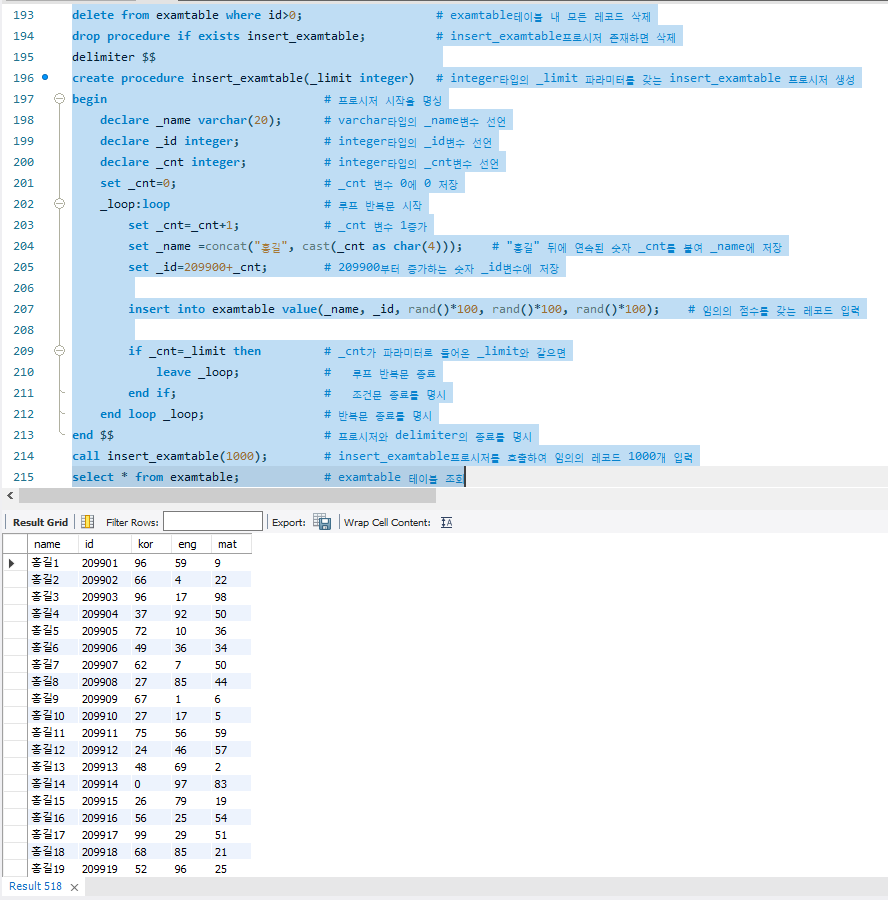 193 delete from examtable where id>0; # examtable테이블 내 모든 레코드 삭제
194 drop procedure if exists insert_examtable; # insert_examtable프로시저 존재하면 삭제
195 delimiter $$
196 create procedure insert_examtable(_limit integer) # integer타입의 _limit 파라미터를 갖는 insert_examtable 프로시저 생성
197 begin # 프로시저 시작을 명싱
198 declare _name varchar(20); # varchar타입의 _name변수 선언
199 declare _id integer; # integer타입의 _id변수 선언
200 declare _cnt integer; # integer타입의 _cnt변수 선언
201 set _cnt=0; # _cnt 변수 0에 0 저장
202 _loop:loop # 루프 반복문 시작
203 set _cnt=_cnt+1; # _cnt 변수 1증가
204 set _name =concat("홍길", cast(_cnt as char(4))); # "홍길" 뒤에 연속된 숫자 _cnt를 붙여 _name에 저장
205 set _id=209900+_cnt; # 209900부터 증가하는 숫자 _id변수에 저장
206
207 insert into examtable value(_name, _id, rand()*100, rand()*100, rand()*100); # 임의의 점수를 갖는 레코드 입력
208
209 if _cnt=_limit then # _cnt가 파라미터로 들어온 _limit와 같으면
210 leave _loop; # 루프 반복문 종료
211 end if; # 조건문 종료를 명시
212 end loop _loop; # 반복문 종료를 명시
213 end $$ # 프로시저와 delimiter의 종료를 명시
214 call insert_examtable(1000); # insert_examtable프로시저를 호출하여 임의의 레코드 1000개 입력
215 select * from examtable; # examtable 테이블 조회
Result Grid Filter Rows: Export: Wrap Cell Content: IA
name id kor eng mat
홍길1 209901 96 59 9
홍길2 209902 66 4 22
홍길3 209903 96 17 98
홍길4 209904 37 92 50
홍길5 209905 72 10 36
홍길6 209906 49 36 34
홍길7 209907 62 7 50
홍길8 209908 27 85 44
홍길9 209909 67 1 6
홍길10 209910 27 17 5
홍길11 209911 75 56 59
홍길12 209912 24 46 57
홍길13 209913 48 69 2
홍길14 209914 0 97 83
홍길15 209915 26 79 19
홍길16 209916 56 25 54
홍길17 209917 99 29 51
홍길18 209918 68 85 21
홍길19 209919 52 96 25
Result 518